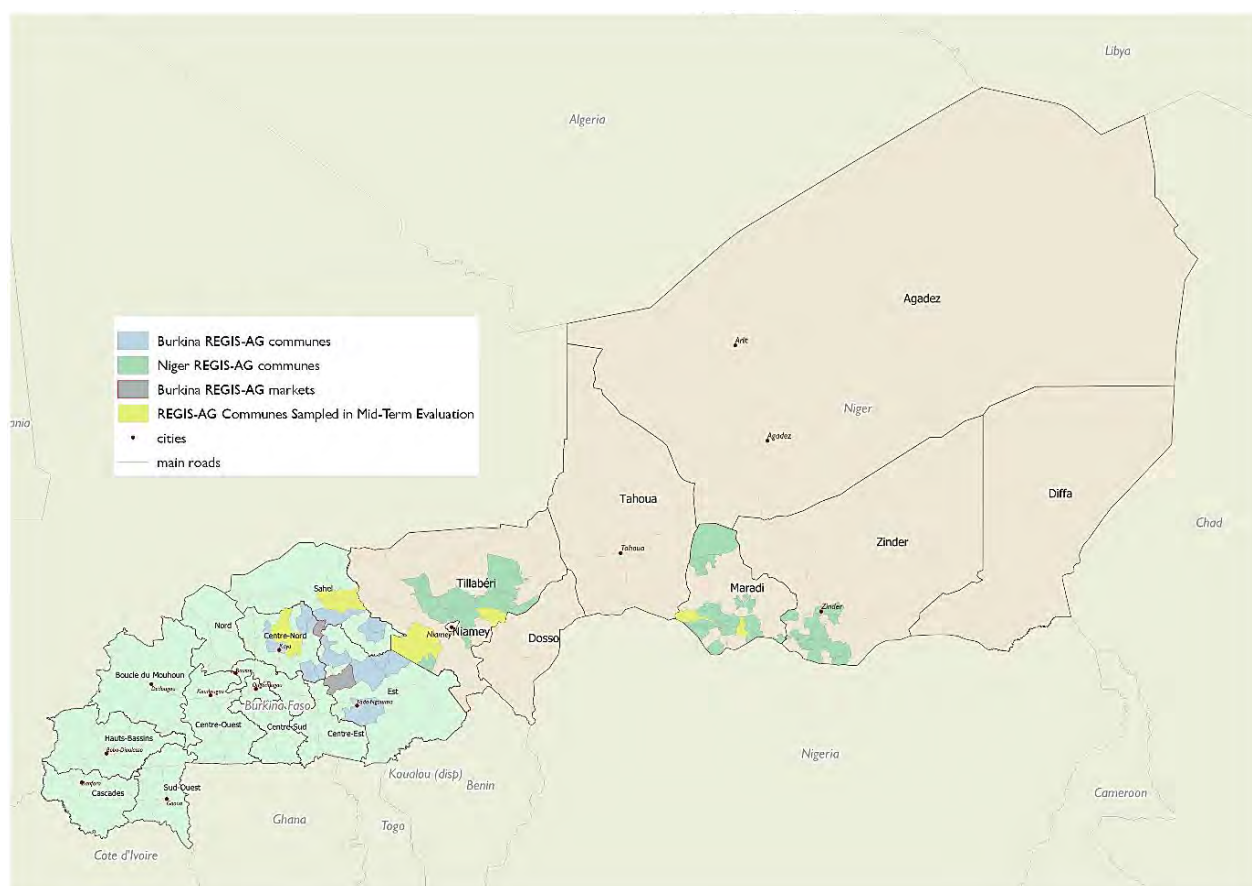 Libya
Algeria
Agadez
Burkina REGIS-AG communes
Niger REGIS-AG communes
Burkina REGIS-AG markets
REGIS-AG Communes Sampled in Mid-Term Evaluation
cities
main roads
Arlit
Niger
Agadez
Tahoua
Diffa
Chad
Zinder
Tahoua
Tillabéri
Maradi
Sahel
Zinder
Nord
Centre-Nord
Niamey
Niamey
Dosso
Boucle du Mouhoun
Est
Burkina Faso
Centre-Ouest
Centre-Sud
Centre-Est
Hauts-Bassins
Bobo-Dioulasso
Nigeria
Koualou (disp)
Benin
Sud-Ouest
Cascades
Cameroon
Ghana
Togo
Cote d'Ivoire